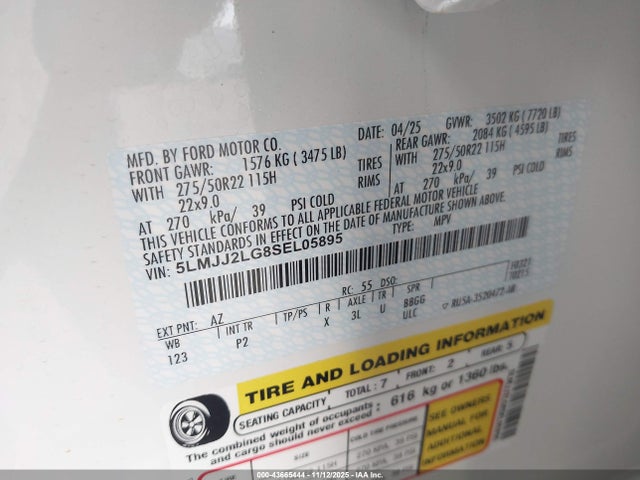 MFD. BY FORD MOTOR CO.
DATE: 04/25 GVWR: 3502 KG ( 7720 LB)
FRONT GAWR: 1576 KG ( 3475 LB)
REAR GAWR: 2084 KG ( 4595 LB)
WITH 275/50R22 115H TIRES
WITH 275/50R22 115H TIRES
22x9.0 RIMS
22x9.0 RIMS
AT 270 kPa/ 39 PSI COLD
AT 270 kPa/ 39 PSI COLD
THIS VEHICLE CONFORMS TO ALL APPLICABLE FEDERAL MOTOR VEHICLE
SAFETY STANDARDS IN EFFECT ON THE DATE OF MANUFACTURE SHOWN ABOVE.
VIN: 5LMJJ2LG8SEL05895
TYPE: MPV
EXT PNT: AZ RC: 55 DSO:
WB INT TR TP/PS R AXLE TR SPR
123 P2 X 3L U BBGG
ULC
TIRE AND LOADING INFORMATION
SEATING CAPACITY TOTAL: 7 FRONT: 2 REAR: 5
The combined weight of occupants
and cargo should never exceed : 616 kg or 1360 lbs.
SIZE
COLD TIRE PRESSURE
SEE OWNERS
MANUAL FOR
ADDITIONAL
INFORMATION
000-43665444 - 11/12/2025 - IAA Inc.